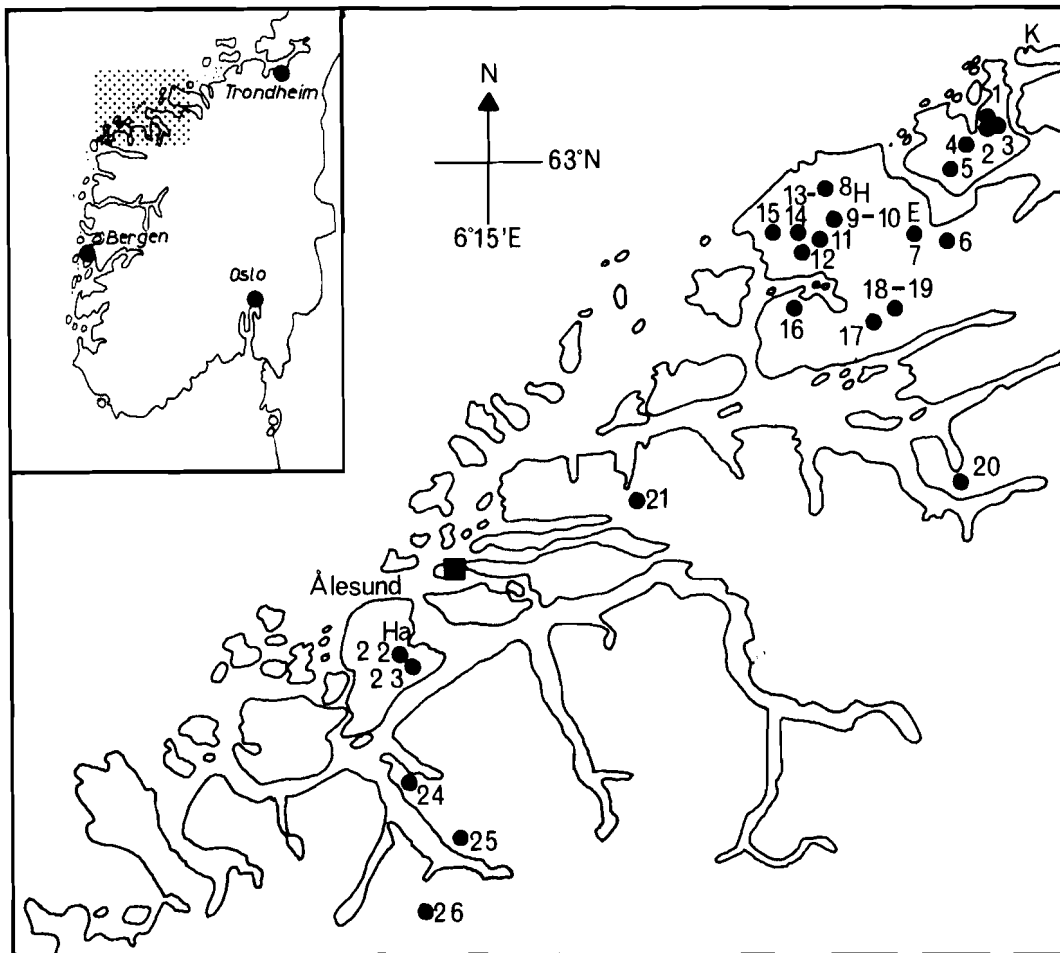 Trondheim
Bergen
Oslo
N
63°N
6°15'E
K
1
4 2 3
5
13- 8 H
15 14 9-10 E
11 6
12 7
18-19
16 17
20
21
Ålesund
Ha
22
23
24
25
26